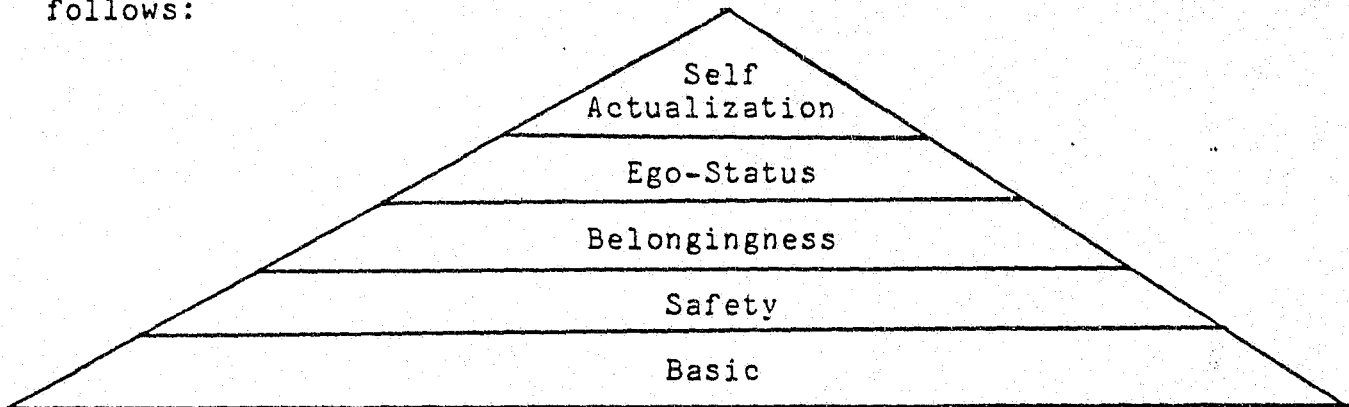 follows:
Self
Actualization
Ego-Status
Belongingness
Safety
Basic